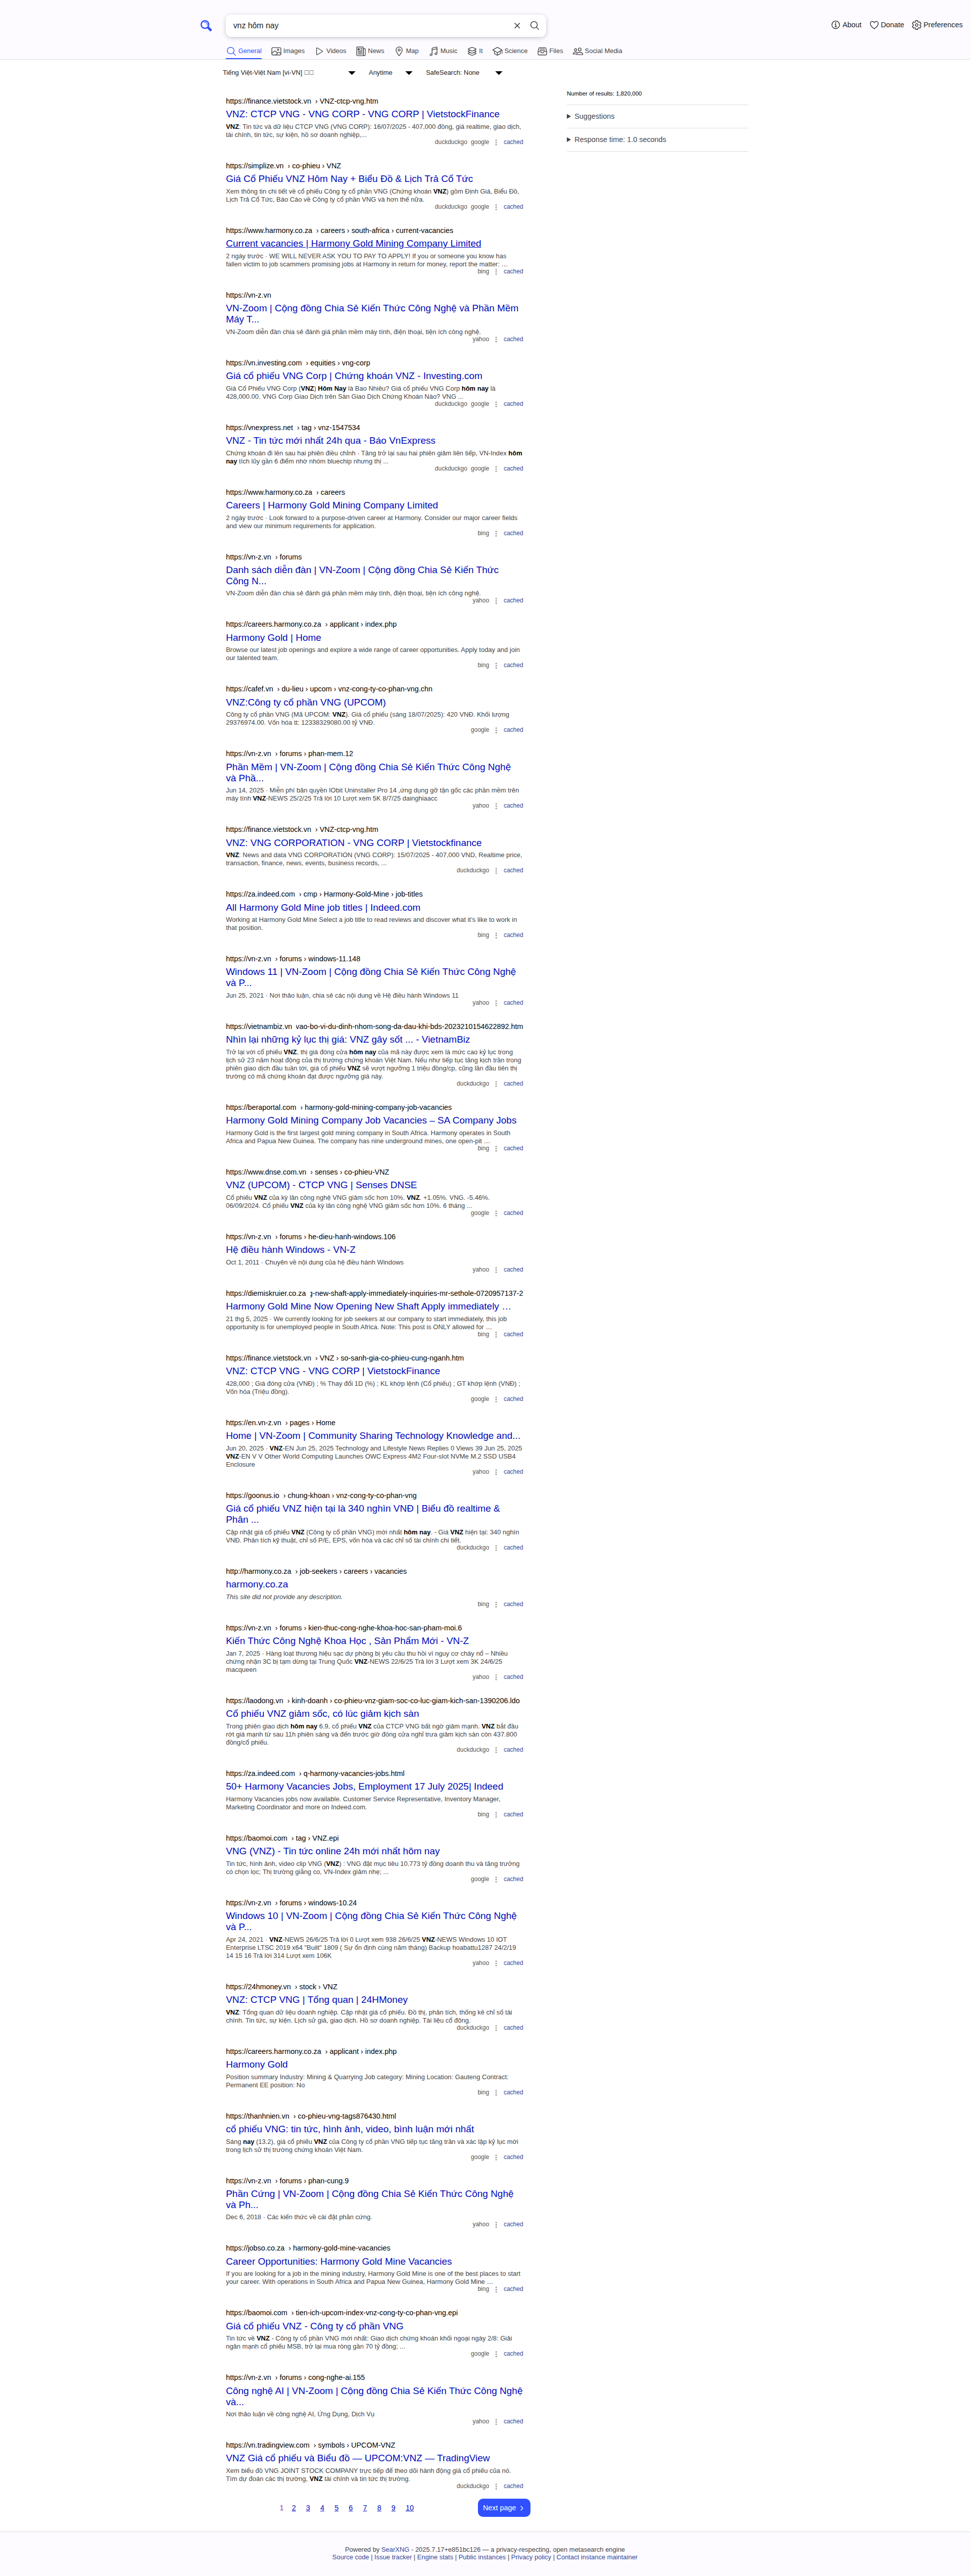 vnz hôm nay
About
Donate
Preferences
General
Images
Videos
News
Map
Music
It
Science
Files
Social Media
Tiếng Việt-Việt Nam [vi-VN]
Anytime
SafeSearch: None
Number of results: 1,820,000
Suggestions
Response time: 1.0 seconds
https://finance.vietstock.vn › VNZ-ctcp-vng.htm
VNZ: CTCP VNG - VNG CORP - VNG CORP | VietstockFinance
VNZ: Tin tức và dữ liệu CTCP VNG (VNG CORP): 16/07/2025 - 407,000 đồng, giá realtime, giao dịch,
tài chính, tin tức, sự kiện, hồ sơ doanh nghiệp,...
duckduckgo google cached
https://simplize.vn › co-phieu › VNZ
Giá Cổ Phiếu VNZ Hôm Nay + Biểu Đồ & Lịch Trả Cổ Tức
Xem thông tin chi tiết về cổ phiếu Công ty cổ phần VNG (Chứng khoán VNZ) gồm Định Giá, Biểu Đồ,
Lịch Trả Cổ Tức, Báo Cáo về Công ty cổ phần VNG và hơn thế nữa.
duckduckgo google cached
https://www.harmony.co.za › careers › south-africa › current-vacancies
Current vacancies | Harmony Gold Mining Company Limited
2 ngày trước · WE WILL NEVER ASK YOU TO PAY TO APPLY! If you or someone you know has
fallen victim to job scammers promising jobs at Harmony in return for money, report the matter: …
bing cached
https://vn-z.vn
VN-Zoom | Cộng đồng Chia Sẻ Kiến Thức Công Nghệ và Phần Mềm
Máy T...
VN-Zoom diễn đàn chia sẻ đánh giá phần mềm máy tính, điện thoại, tiện ích công nghệ.
yahoo cached
https://vn.investing.com › equities › vng-corp
Giá cổ phiếu VNG Corp | Chứng khoán VNZ - Investing.com
Giá Cổ Phiếu VNG Corp (VNZ) Hôm Nay là Bao Nhiêu? Giá cổ phiếu VNG Corp hôm nay là
428,000.00. VNG Corp Giao Dịch trên Sàn Giao Dịch Chứng Khoán Nào? VNG ...
duckduckgo google cached
https://vnexpress.net › tag › vnz-1547534
VNZ - Tin tức mới nhất 24h qua - Báo VnExpress
Chứng khoán đi lên sau hai phiên điều chỉnh · Tăng trở lại sau hai phiên giảm liên tiếp, VN-Index hôm
nay tích lũy gần 6 điểm nhờ nhóm bluechip nhưng thị ...
duckduckgo google cached
https://www.harmony.co.za › careers
Careers | Harmony Gold Mining Company Limited
2 ngày trước · Look forward to a purpose-driven career at Harmony. Consider our major career fields
and view our minimum requirements for application.
bing cached
https://vn-z.vn › forums
Danh sách diễn đàn | VN-Zoom | Cộng đồng Chia Sẻ Kiến Thức
Công N...
VN-Zoom diễn đàn chia sẻ đánh giá phần mềm máy tính, điện thoại, tiện ích công nghệ.
yahoo cached
https://careers.harmony.co.za › applicant › index.php
Harmony Gold | Home
Browse our latest job openings and explore a wide range of career opportunities. Apply today and join
our talented team.
bing cached
https://cafef.vn › du-lieu › upcom › vnz-cong-ty-co-phan-vng.chn
VNZ:Công ty cổ phần VNG (UPCOM)
Công ty cổ phần VNG (Mã UPCOM: VNZ). Giá cổ phiếu (sáng 18/07/2025): 420 VNĐ. Khối lượng
29376974.00. Vốn hóa tt: 12338329080.00 tỷ VNĐ.
google cached
https://vn-z.vn › forums › phan-mem.12
Phần Mềm | VN-Zoom | Cộng đồng Chia Sẻ Kiến Thức Công Nghệ
và Phầ...
Jun 14, 2025 · Miễn phí bản quyền IObit Uninstaller Pro 14 ,ứng dụng gỡ tận gốc các phần mềm trên
máy tính VNZ-NEWS 25/2/25 Trả lời 10 Lượt xem 5K 8/7/25 dainghiaacc
yahoo cached
https://finance.vietstock.vn › VNZ-ctcp-vng.htm
VNZ: VNG CORPORATION - VNG CORP | Vietstockfinance
VNZ: News and data VNG CORPORATION (VNG CORP): 15/07/2025 - 407,000 VND, Realtime price,
transaction, finance, news, events, business records, ...
duckduckgo cached
https://za.indeed.com › cmp › Harmony-Gold-Mine › job-titles
All Harmony Gold Mine job titles | Indeed.com
Working at Harmony Gold Mine Select a job title to read reviews and discover what it's like to work in
that position.
bing cached
https://vn-z.vn › forums › windows-11.148
Windows 11 | VN-Zoom | Cộng đồng Chia Sẻ Kiến Thức Công Nghệ
và P...
Jun 25, 2021 · Nơi thảo luận, chia sẻ các nội dung về Hệ điều hành Windows 11
yahoo cached
https://vietnambiz.vn vao-bo-vi-du-dinh-nhom-song-da-dau-khi-bds-2023210154622892.htm
Nhìn lại những kỷ lục thị giá: VNZ gây sốt ... - VietnamBiz
Trở lại với cổ phiếu VNZ, thị giá đóng cửa hôm nay của mã này được xem là mức cao kỷ lục trong
lịch sử 23 năm hoạt động của thị trường chứng khoán Việt Nam. Nếu như tiếp tục tăng kịch trần trong
phiên giao dịch đầu tuần tới, giá cổ phiếu VNZ sẽ vượt ngưỡng 1 triệu đồng/cp, cũng lần đầu tiên thị
trường có mã chứng khoán đạt được ngưỡng giá này.
duckduckgo cached
https://beraportal.com › harmony-gold-mining-company-job-vacancies
Harmony Gold Mining Company Job Vacancies – SA Company Jobs
Harmony Gold is the first largest gold mining company in South Africa. Harmony operates in South
Africa and Papua New Guinea. The company has nine underground mines, one open-pit …
bing cached
https://www.dnse.com.vn › senses › co-phieu-VNZ
VNZ (UPCOM) - CTCP VNG | Senses DNSE
Cổ phiếu VNZ của kỳ lân công nghệ VNG giảm sốc hơn 10%. VNZ. +1.05%. VNG. -5.46%.
06/09/2024. Cổ phiếu VNZ của kỳ lân công nghệ VNG giảm sốc hơn 10%. 6 tháng ...
google cached
https://vn-z.vn › forums › he-dieu-hanh-windows.106
Hệ điều hành Windows - VN-Z
Oct 1, 2011 · Chuyên về nội dung của hệ điều hành Windows
yahoo cached
https://diemiskruier.co.za g-new-shaft-apply-immediately-inquiries-mr-sethole-0720957137-2
Harmony Gold Mine Now Opening New Shaft Apply immediately …
21 thg 5, 2025 · We currently looking for job seekers at our company to start immediately, this job
opportunity is for unemployed people in South Africa. Note: This post is ONLY allowed for …
bing cached
https://finance.vietstock.vn › VNZ › so-sanh-gia-co-phieu-cung-nganh.htm
VNZ: CTCP VNG - VNG CORP | VietstockFinance
428,000 ; Giá đóng cửa (VNĐ) ; % Thay đổi 1D (%) ; KL khớp lệnh (Cổ phiếu) ; GT khớp lệnh (VNĐ) ;
Vốn hóa (Triệu đồng).
google cached
https://en.vn-z.vn › pages › Home
Home | VN-Zoom | Community Sharing Technology Knowledge and...
Jun 20, 2025 · VNZ-EN Jun 25, 2025 Technology and Lifestyle News Replies 0 Views 39 Jun 25, 2025
VNZ-EN V V Other World Computing Launches OWC Express 4M2 Four-slot NVMe M.2 SSD USB4
Enclosure
yahoo cached
https://goonus.io › chung-khoan › vnz-cong-ty-co-phan-vng
Giá cổ phiếu VNZ hiện tại là 340 nghìn VNĐ | Biểu đồ realtime &
Phân ...
Cập nhật giá cổ phiếu VNZ (Công ty cổ phần VNG) mới nhất hôm nay. - Giá VNZ hiện tại: 340 nghìn
VNĐ. Phân tích kỹ thuật, chỉ số P/E, EPS, vốn hóa và các chỉ số tài chính chi tiết.
duckduckgo cached
http://harmony.co.za › job-seekers › careers › vacancies
harmony.co.za
This site did not provide any description.
bing cached
https://vn-z.vn › forums › kien-thuc-cong-nghe-khoa-hoc-san-pham-moi.6
Kiến Thức Công Nghệ Khoa Học , Sản Phẩm Mới - VN-Z
Jan 7, 2025 · Hàng loạt thương hiệu sạc dự phòng bị yêu cầu thu hồi vì nguy cơ cháy nổ – Nhiều
chứng nhận 3C bị tạm dừng tại Trung Quốc VNZ-NEWS 22/6/25 Trả lời 3 Lượt xem 3K 24/6/25
macqueen
yahoo cached
https://laodong.vn › kinh-doanh › co-phieu-vnz-giam-soc-co-luc-giam-kich-san-1390206.ldo
Cổ phiếu VNZ giảm sốc, có lúc giảm kịch sàn
Trong phiên giao dịch hôm nay 6.9, cổ phiếu VNZ của CTCP VNG bất ngờ giảm mạnh. VNZ bắt đầu
rớt giá mạnh từ sau 11h phiên sáng và đến trước giờ đóng cửa nghỉ trưa giảm kịch sàn còn 437.800
đồng/cổ phiếu.
duckduckgo cached
https://za.indeed.com › q-harmony-vacancies-jobs.html
50+ Harmony Vacancies Jobs, Employment 17 July 2025| Indeed
Harmony Vacancies jobs now available. Customer Service Representative, Inventory Manager,
Marketing Coordinator and more on Indeed.com.
bing cached
https://baomoi.com › tag › VNZ.epi
VNG (VNZ) - Tin tức online 24h mới nhất hôm nay
Tin tức, hình ảnh, video clip VNG (VNZ) : VNG đặt mục tiêu 10.773 tỷ đồng doanh thu và tăng trưởng
có chọn lọc; Thị trường giằng co, VN-Index giảm nhẹ; ...
google cached
https://vn-z.vn › forums › windows-10.24
Windows 10 | VN-Zoom | Cộng đồng Chia Sẻ Kiến Thức Công Nghệ
và P...
Apr 24, 2021 · VNZ-NEWS 26/6/25 Trả lời 0 Lượt xem 938 26/6/25 VNZ-NEWS Windows 10 IOT
Enterprise LTSC 2019 x64 "Built" 1809 ( Sự ổn định cùng năm tháng) Backup hoabattu1287 24/2/19
14 15 16 Trả lời 314 Lượt xem 106K
yahoo cached
https://24hmoney.vn › stock › VNZ
VNZ: CTCP VNG | Tổng quan | 24HMoney
VNZ: Tổng quan dữ liệu doanh nghiệp. Cập nhật giá cổ phiếu. Đồ thị, phân tích, thống kê chỉ số tài
chính. Tin tức, sự kiện. Lịch sử giá, giao dịch. Hồ sơ doanh nghiệp. Tài liệu cổ đông.
duckduckgo cached
https://careers.harmony.co.za › applicant › index.php
Harmony Gold
Position summary Industry: Mining & Quarrying Job category: Mining Location: Gauteng Contract:
Permanent EE position: No
bing cached
https://thanhnien.vn › co-phieu-vng-tags876430.html
cổ phiếu VNG: tin tức, hình ảnh, video, bình luận mới nhất
Sáng nay (13.2), giá cổ phiếu VNZ của Công ty cổ phần VNG tiếp tục tăng trần và xác lập kỷ lục mới
trong lịch sử thị trường chứng khoán Việt Nam.
google cached
https://vn-z.vn › forums › phan-cung.9
Phần Cứng | VN-Zoom | Cộng đồng Chia Sẻ Kiến Thức Công Nghệ
và Ph...
Dec 6, 2018 · Các kiến thức về cài đặt phần cứng.
yahoo cached
https://jobso.co.za › harmony-gold-mine-vacancies
Career Opportunities: Harmony Gold Mine Vacancies
If you are looking for a job in the mining industry, Harmony Gold Mine is one of the best places to start
your career. With operations in South Africa and Papua New Guinea, Harmony Gold Mine …
bing cached
https://baomoi.com › tien-ich-upcom-index-vnz-cong-ty-co-phan-vng.epi
Giá cổ phiếu VNZ - Công ty cổ phần VNG
Tin tức về VNZ - Công ty cổ phần VNG mới nhất: Giao dịch chứng khoán khối ngoại ngày 2/8: Giải
ngân mạnh cổ phiếu MSB, trở lại mua ròng gần 70 tỷ đồng; ...
google cached
https://vn-z.vn › forums › cong-nghe-ai.155
Công nghệ AI | VN-Zoom | Cộng đồng Chia Sẻ Kiến Thức Công Nghệ
và...
Nơi thảo luận về công nghệ AI, Ứng Dụng, Dịch Vụ
yahoo cached
https://vn.tradingview.com › symbols › UPCOM-VNZ
VNZ Giá cổ phiếu và Biểu đồ — UPCOM:VNZ — TradingView
Xem biểu đồ VNG JOINT STOCK COMPANY trực tiếp để theo dõi hành động giá cổ phiếu của nó.
Tìm dự đoán các thị trường, VNZ tài chính và tin tức thị trường.
duckduckgo cached
1 2 3 4 5 6 7 8 9 10
Next page
Powered by SearXNG - 2025.7.17+e851bc126 — a privacy-respecting, open metasearch engine
Source code | Issue tracker | Engine stats | Public instances | Privacy policy | Contact instance maintainer